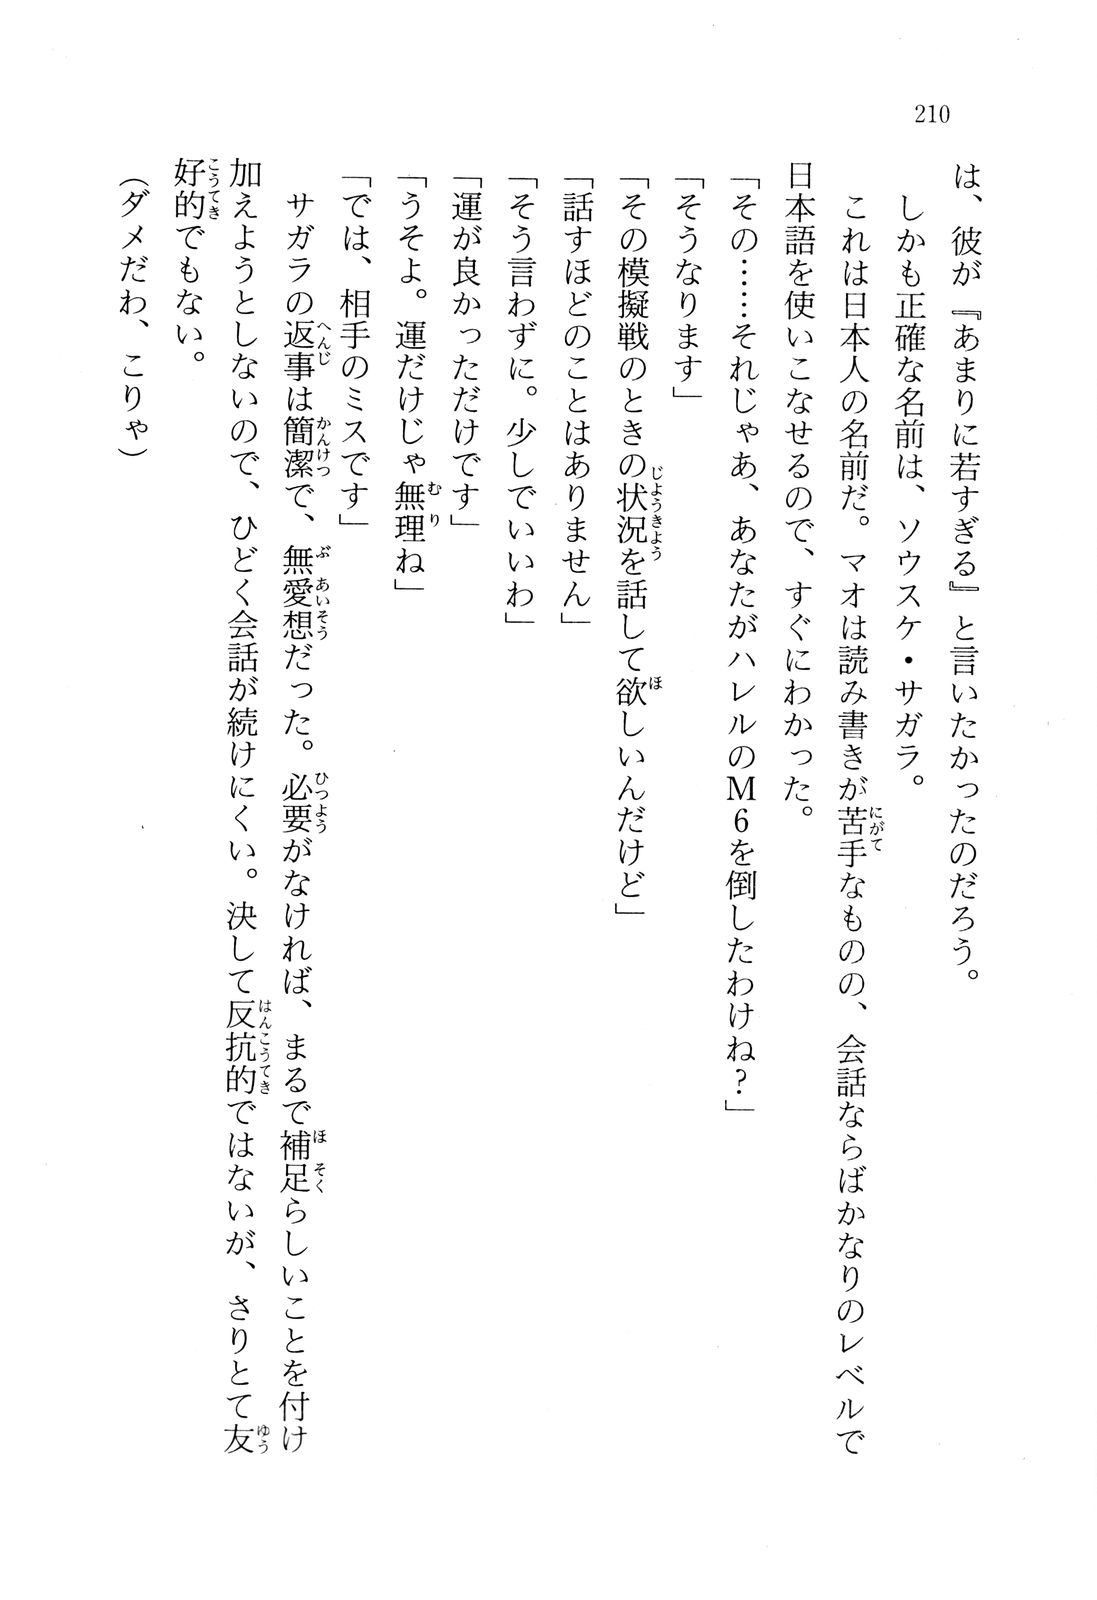 210
は、彼が『あまりに若すぎる』と言いたかったのだろう。
　しかも正確な名前は、ソウスケ・サガラ。
　これは日本人の名前だ。マオは読み書きが苦手なものの、会話ならばかなりのレベルで
日本語を使いこなせるので、すぐにわかった。
「その……それじゃあ、あなたがハレルのM6を倒したわけね？」
「そうなります」
「その模擬戦のときの状況を話して欲しいんだけど」
「話すほどのことはありません」
「そう言わずに。少しでいいわ」
「運が良かっただけです」
「うそよ。運だけじゃ無理ね」
「では、相手のミスです」
　サガラの返事は簡潔で、無愛想だった。必要がなければ、まるで補足らしいことを付け
加えようとしないので、ひどく会話が続けにくい。決して反抗的ではないが、さりとて友
好的でもない。
（ダメだわ、こりゃ）